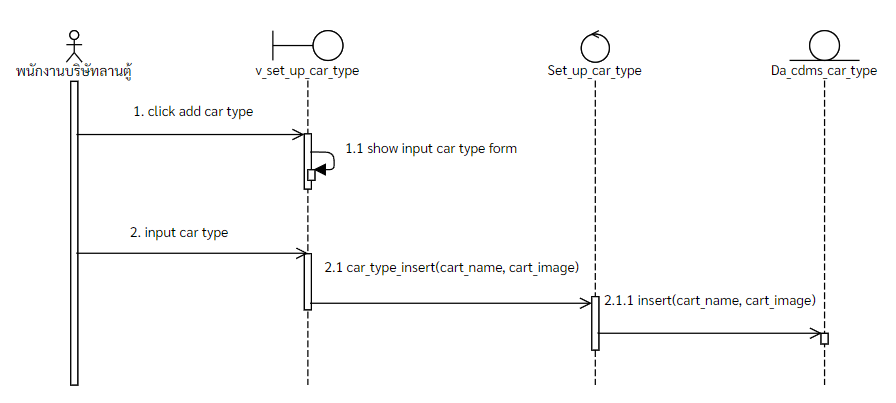 พนักงานบริษัทลานตู้
v_set_up_car_type
Set_up_car_type
Da_cdms_car_type
1. click add car type
1.1 show input car type form
2. input car type
2.1 car_type_insert(cart_name, cart_image)
2.1.1 insert(cart_name, cart_image)